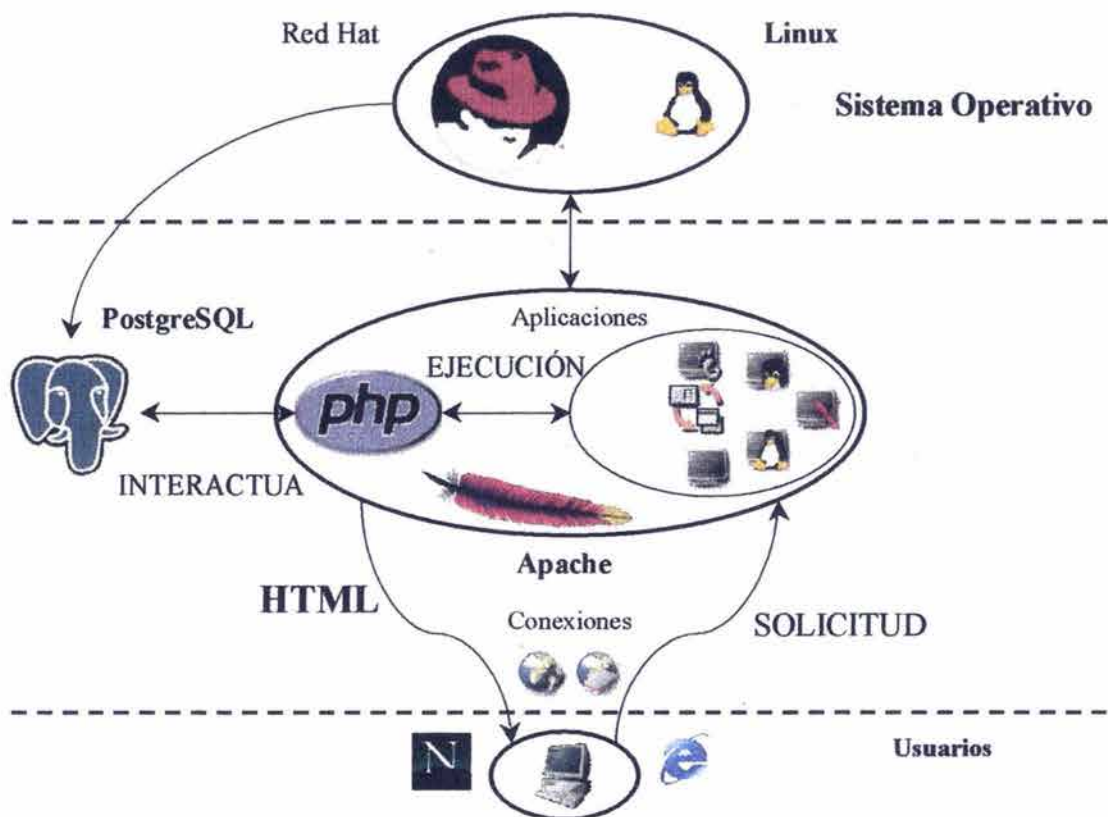 Red Hat
Linux
Sistema Operativo
PostgreSQL
Aplicaciones
EJECUCIÓN
php
INTERACTUA
Apache
HTML
Conexiones
SOLICITUD
N
e
Usuarios